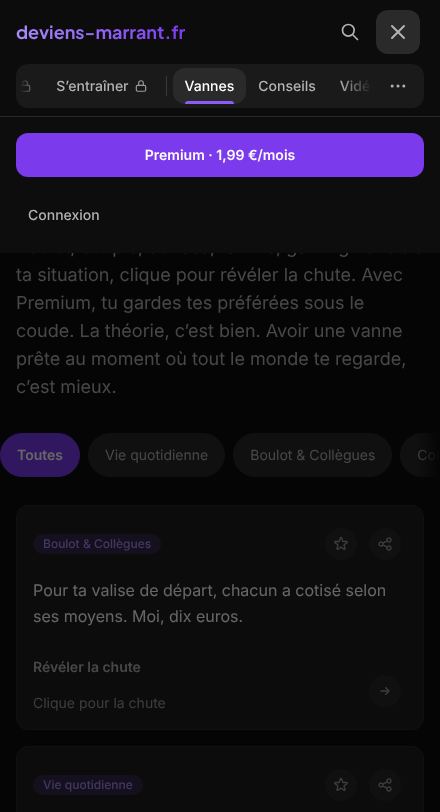 deviens-marrant.fr
S'entraîner
Vannes
Conseils
Vidé
Premium · 1,99 €/mois
Connexion
ta situation, clique pour révéler la chute. Avec
Premium, tu gardes tes préférées sous le
coude. La théorie, c'est bien. Avoir une vanne
prête au moment où tout le monde te regarde,
c'est mieux.
Toutes
Vie quotidienne
Boulot & Collègues
Boulot & Collègues
Pour ta valise de départ, chacun a cotisé selon
ses moyens. Moi, dix euros.
Révéler la chute
Clique pour la chute
Vie quotidienne